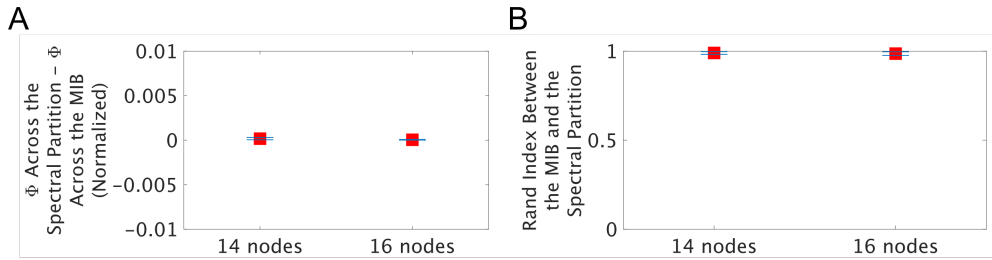 A
Φ Across the
Spectral Partition – Φ
Across the MIB
(Normalized)
0.01
0.005
0
−0.005
−0.01
14 nodes
16 nodes
B
Rand Index Between
the MIB and the
Spectral Partition
1
0.5
0
14 nodes
16 nodes